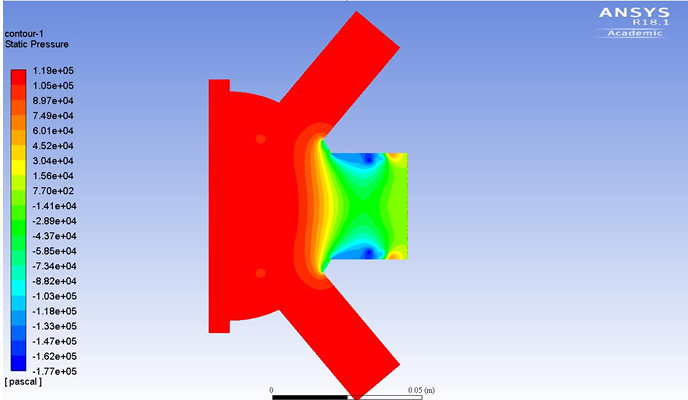 ANSYS
R18.1
Academic
contour-1
Static Pressure
1.19e+05
1.05e+05
8.97e+04
7.49e+04
6.01e+04
4.52e+04
3.04e+04
1.56e+04
7.70e+02
-1.41e+04
-2.89e+04
-4.37e+04
-5.85e+04
-7.34e+04
-8.82e+04
-1.03e+05
-1.18e+05
-1.33e+05
-1.47e+05
-1.62e+05
-1.77e+05
[ pascal ]
0 0.05 (m)